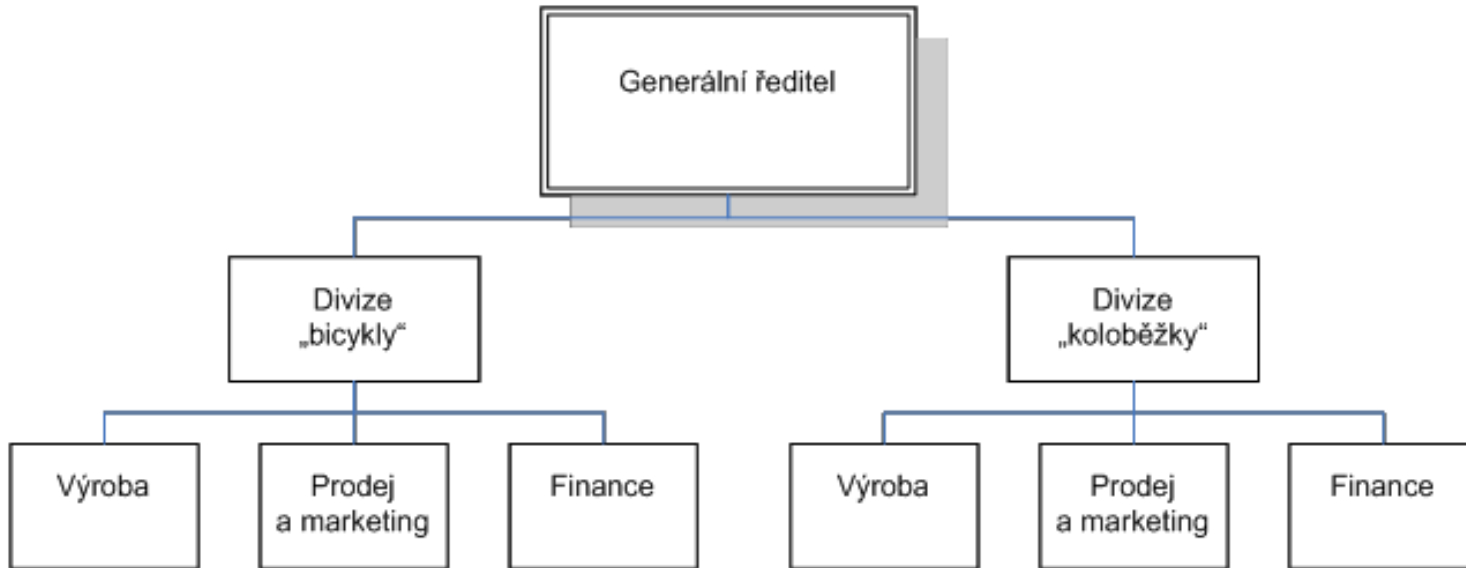 Generální ředitel
Divize
„bicykly“
Divize
„koloběžky“
Výroba
Prodej
a marketing
Finance
Výroba
Prodej
a marketing
Finance